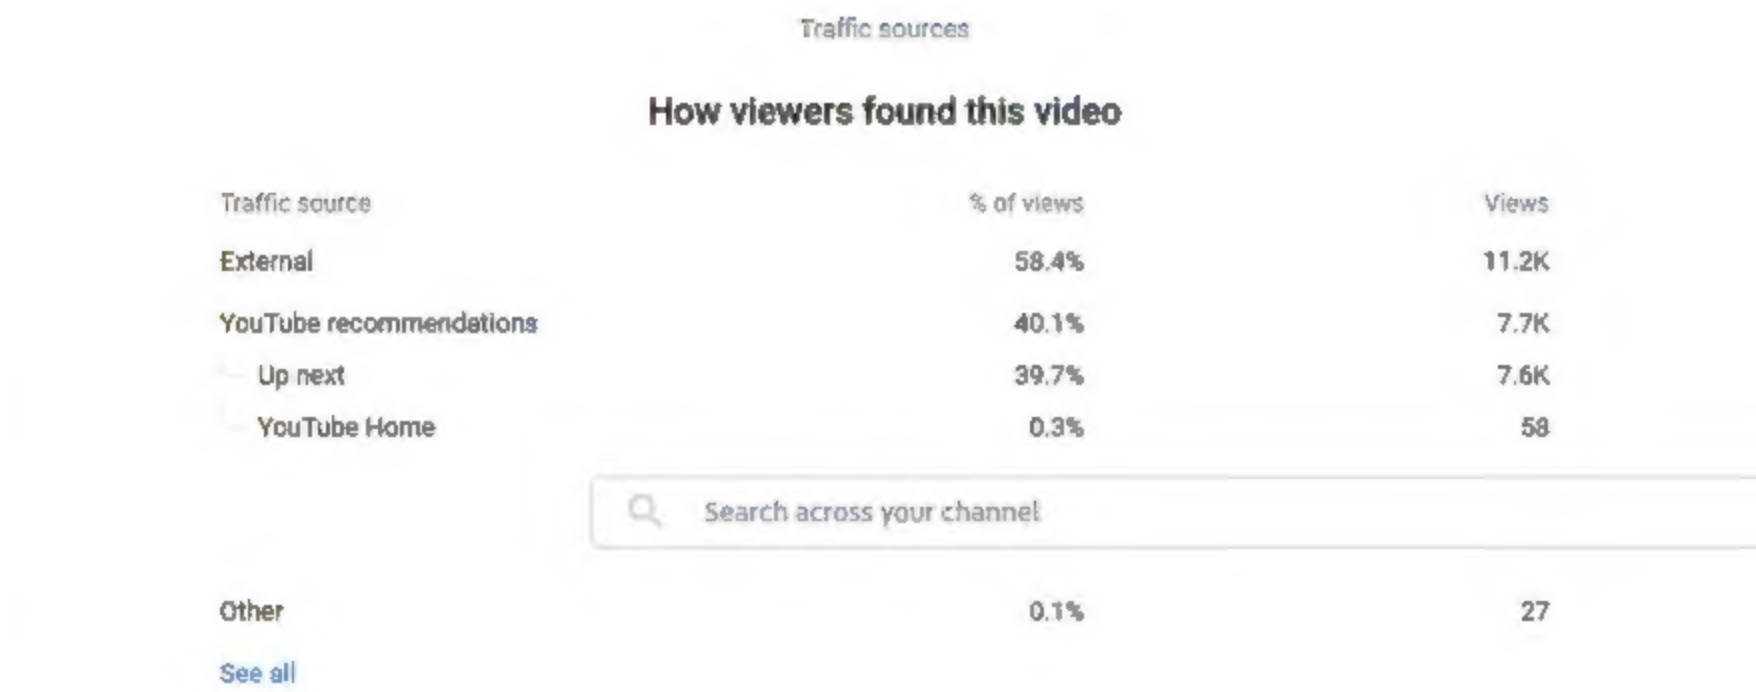 Traffic sources
How viewers found this video
Traffic source % of views Views
External 58.4% 11.2K
YouTube recommendations 40.1% 7.7K
Up next 39.7% 7.6K
YouTube Home 0.3% 58
Search across your channel
Other 0.1% 27
See all